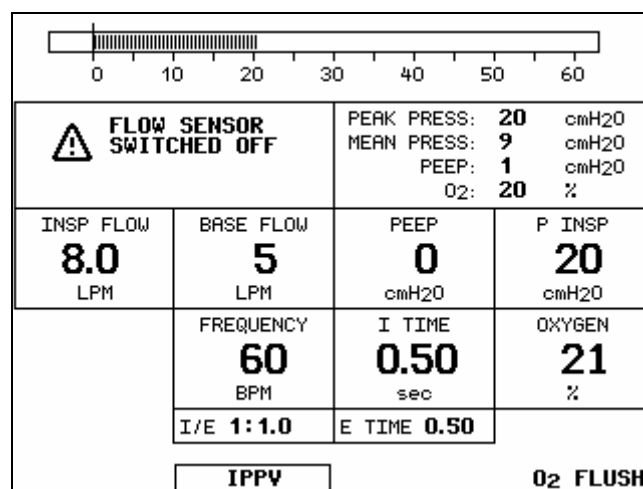 0 10 20 30 40 50 60
FLOW SENSOR
SWITCHED OFF
PEAK PRESS: 20 cmH2O
MEAN PRESS: 9 cmH2O
PEEP: 1 cmH2O
O2: 20 %
INSP FLOW
8.0
LPM
BASE FLOW
5
LPM
PEEP
0
cmH2O
P INSP
20
cmH2O
FREQUENCY
60
BPM
I TIME
0.50
sec
OXYGEN
21
%
I/E 1:1.0
E TIME 0.50
IPPV
O2 FLUSH